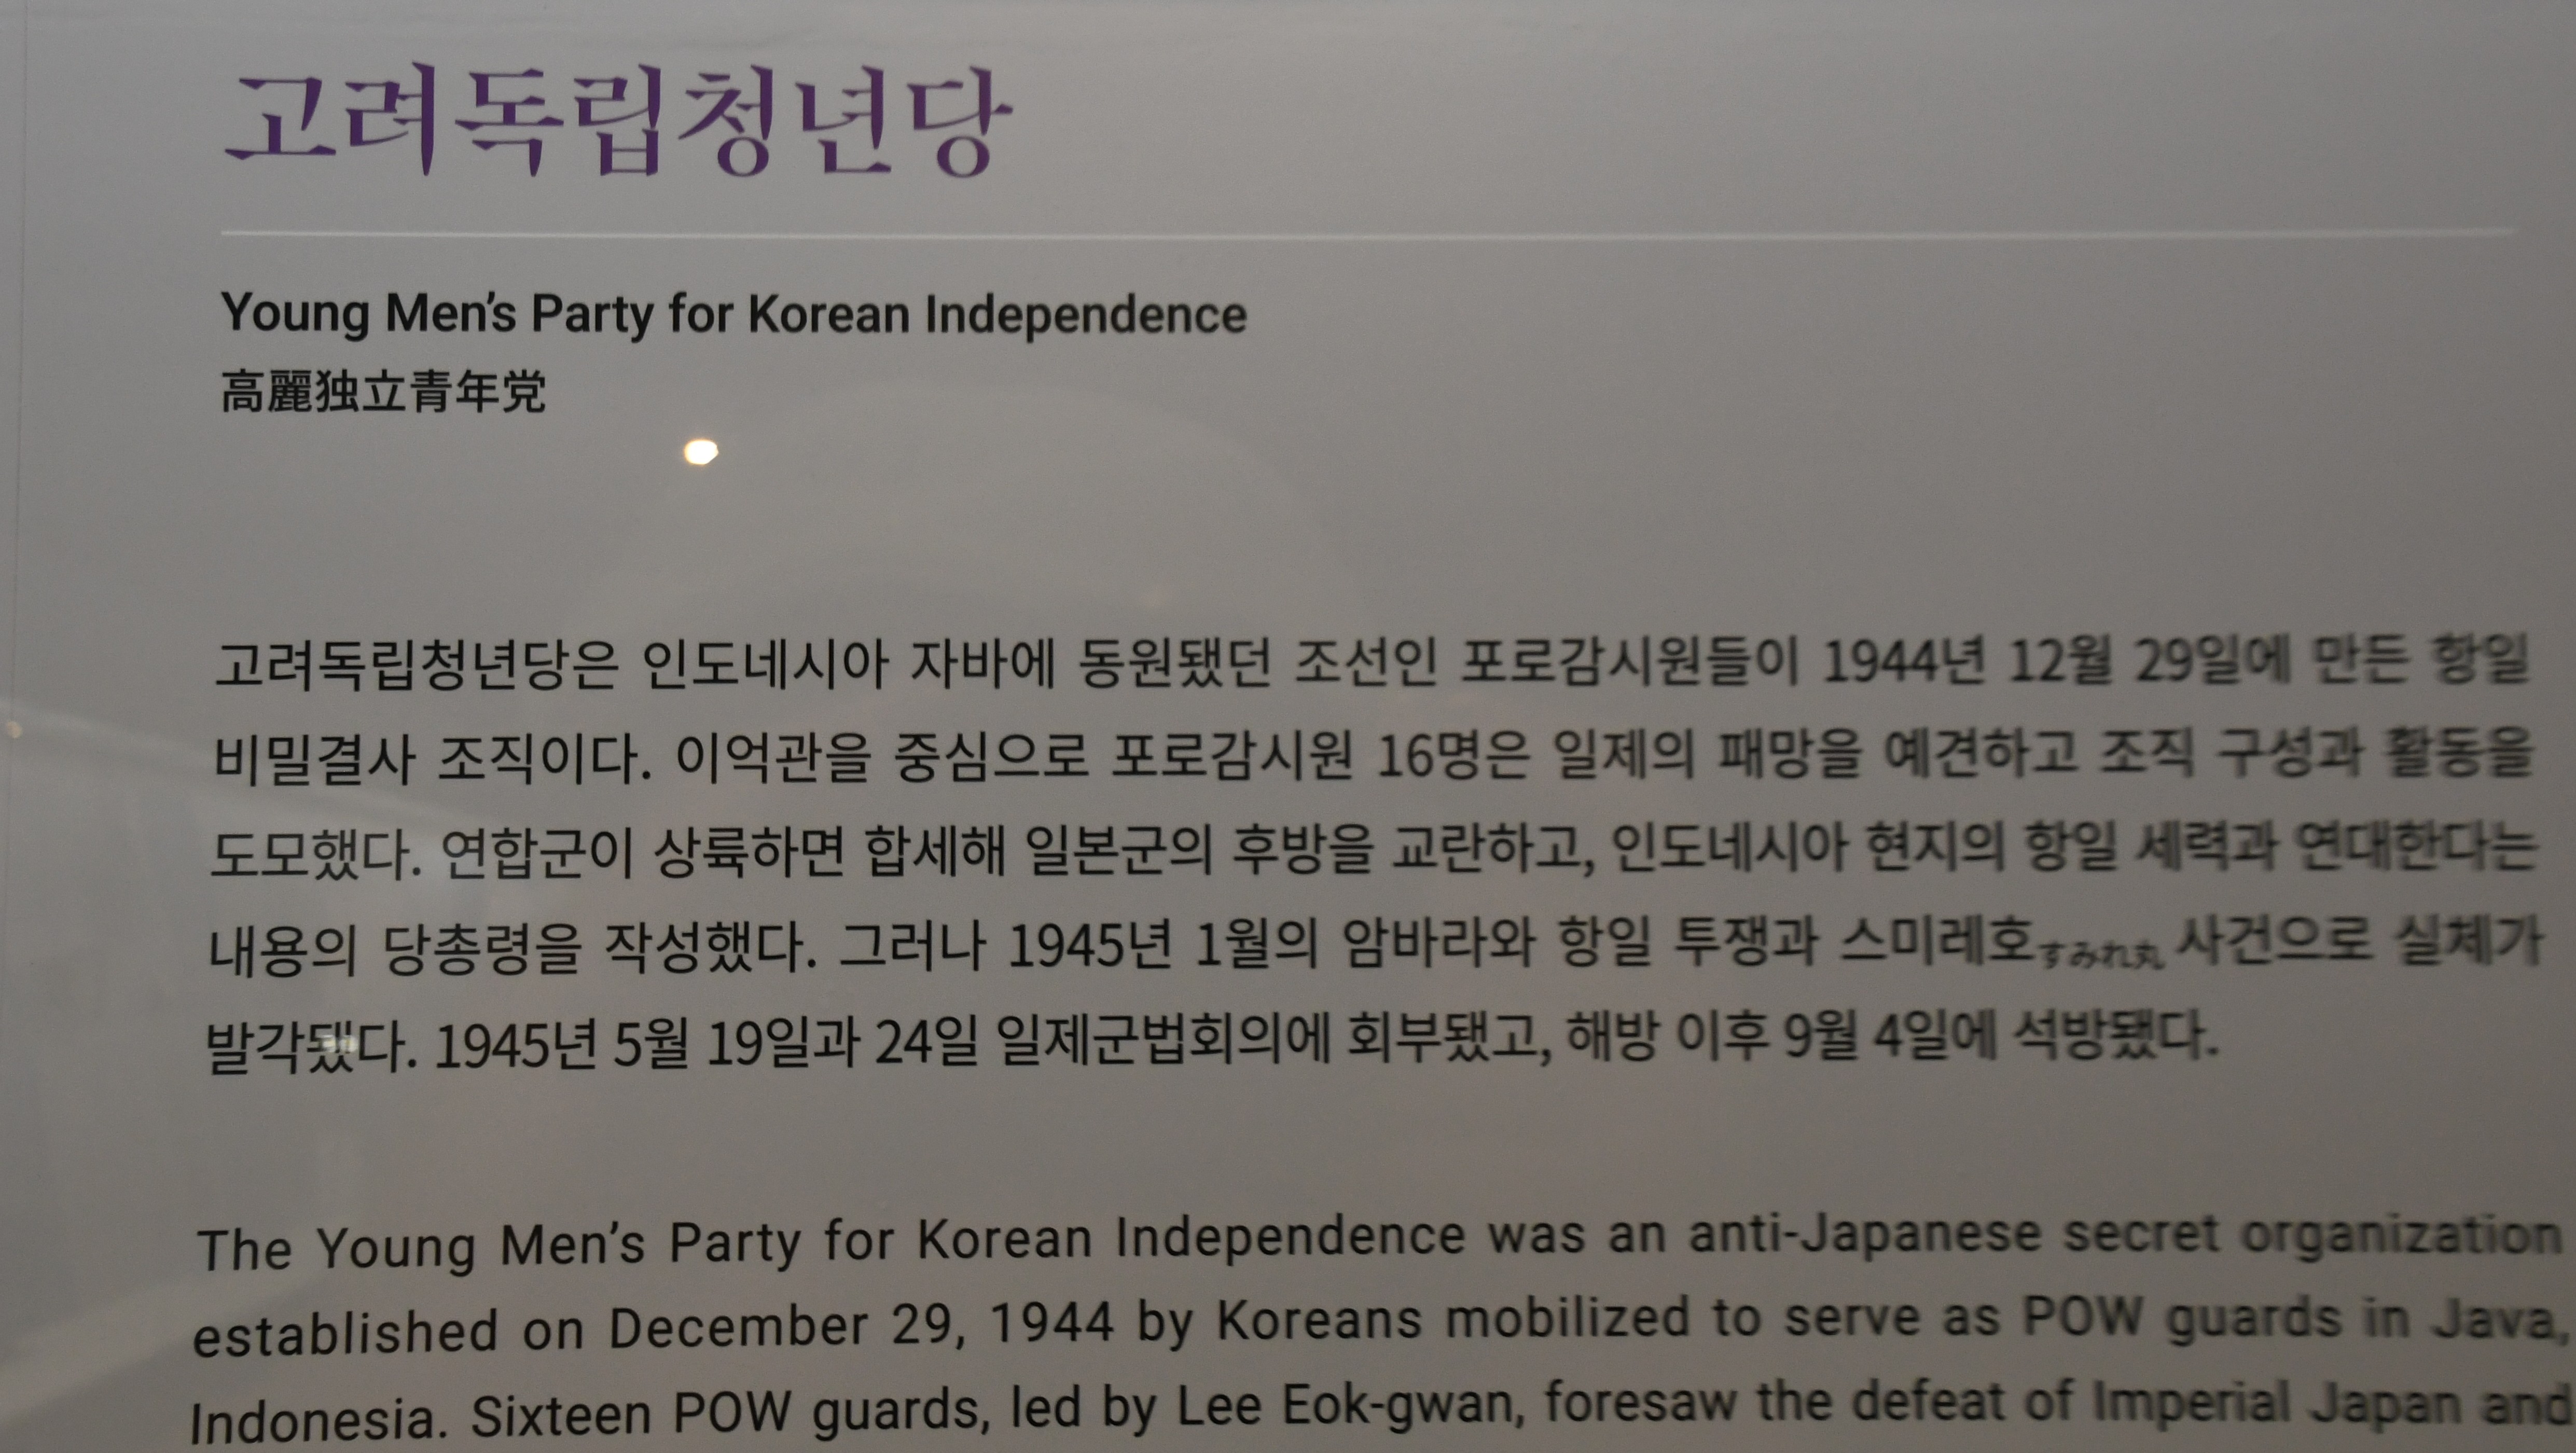 고려독립청년당
Young Men's Party for Korean Independence
高麗独立青年党
고려독립청년당은 인도네시아 자바에 동원됐던 조선인 포로감시원들이 1944년 12월 29일에 만든 항일
비밀결사 조직이다. 이억관을 중심으로 포로감시원 16명은 일제의 패망을 예견하고 조직 구성과 활동을
도모했다. 연합군이 상륙하면 합세해 일본군의 후방을 교란하고, 인도네시아 현지의 항일 세력과 연대한다는
내용의 당총령을 작성했다. 그러나 1945년 1월의 암바라와 항일 투쟁과 스미레호すみれ丸 사건으로 실체가
발각됐다. 1945년 5월 19일과 24일 일제군법회의에 회부됐고, 해방 이후 9월 4일에 석방됐다.
The Young Men's Party for Korean Independence was an anti-Japanese secret organization
established on December 29, 1944 by Koreans mobilized to serve as POW guards in Java,
Indonesia. Sixteen POW guards, led by Lee Eok-gwan, foresaw the defeat of Imperial Japan and